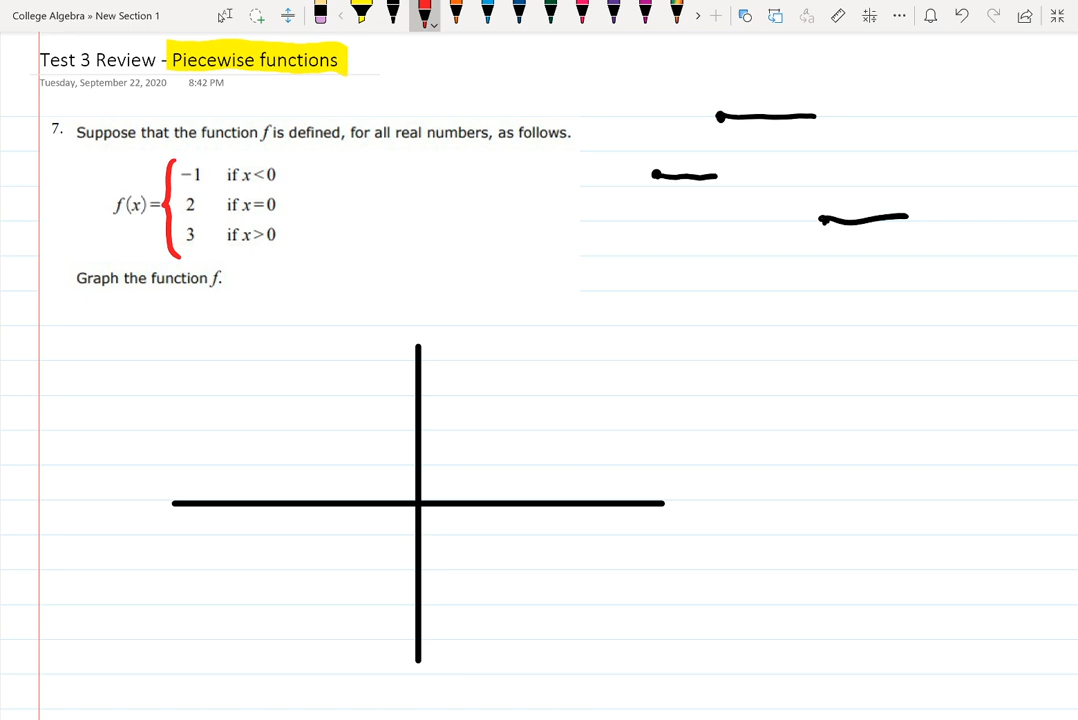 College Algebra » New Section 1
Test 3 Review - Piecewise functions
Tuesday, September 22, 2020 8:42 PM
7. Suppose that the function f is defined, for all real numbers, as follows.
-1 if x<0
f(x)={ 2 if x=0
3 if x>0
Graph the function f.